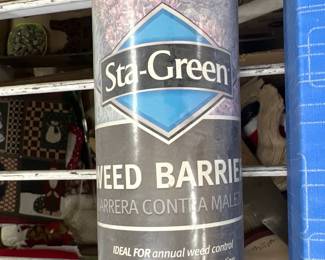 Sta-Green
WEED BARRIE
ARRERA CONTRA MALE
IDEAL FOR annual weed control